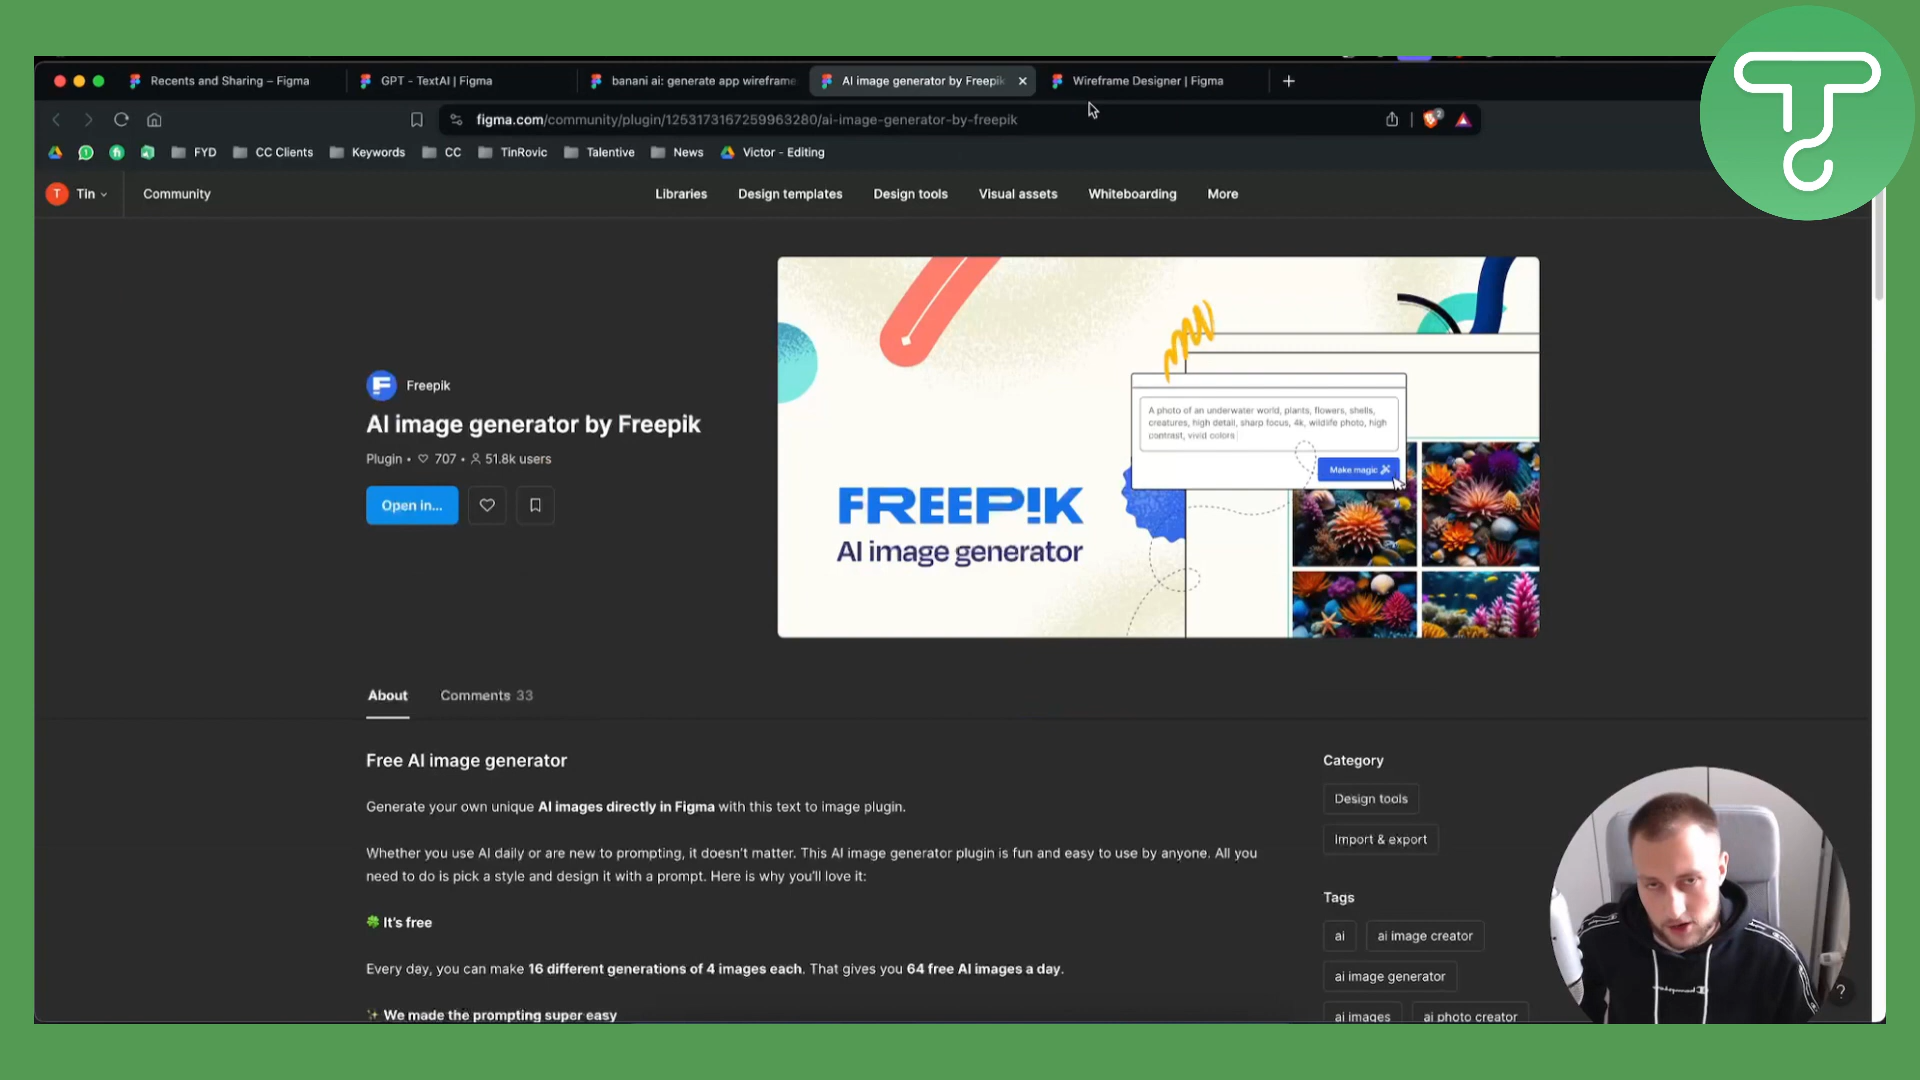 Recents and Sharing – Figma
GPT - TextAI | Figma
banani ai: generate app wireframe
AI image generator by Freepik
Wireframe Designer | Figma
figma.com/community/plugin/1253173167259963280/ai-image-generator-by-freepik
2
FYD
CC Clients
Keywords
CC
TinRovic
Talentive
News
Victor - Editing
T
Tin
Community
Libraries
Design templates
Design tools
Visual assets
Whiteboarding
More
Freepik
AI image generator by Freepik
Plugin • 707 • 51.8k users
Open in...
A photo of an underwater world, plants, flowers, shells,
creatures, high detail, sharp focus, 4k, wildlife photo, high
contrast, vivid colors
Make magic
FREEP!K
AI image generator
About
Comments 33
Free AI image generator
Generate your own unique AI images directly in Figma with this text to image plugin.
Whether you use AI daily or are new to prompting, it doesn't matter. This AI image generator plugin is fun and easy to use by anyone. All you
need to do is pick a style and design it with a prompt. Here is why you'll love it:
It's free
Every day, you can make 16 different generations of 4 images each. That gives you 64 free AI images a day.
We made the prompting super easy
Category
Design tools
Import & export
Tags
ai
ai image creator
ai image generator
ai images
ai photo creator
?